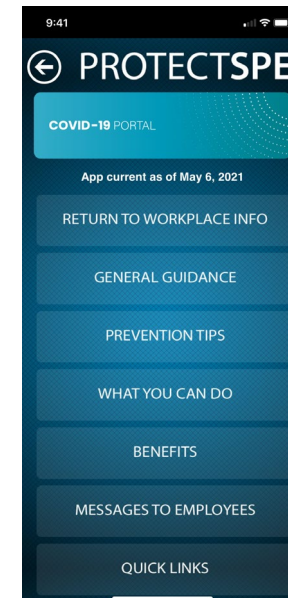 9:41
PROTECTSPE
COVID-19 PORTAL
App current as of May 6, 2021
RETURN TO WORKPLACE INFO
GENERAL GUIDANCE
PREVENTION TIPS
WHAT YOU CAN DO
BENEFITS
MESSAGES TO EMPLOYEES
QUICK LINKS